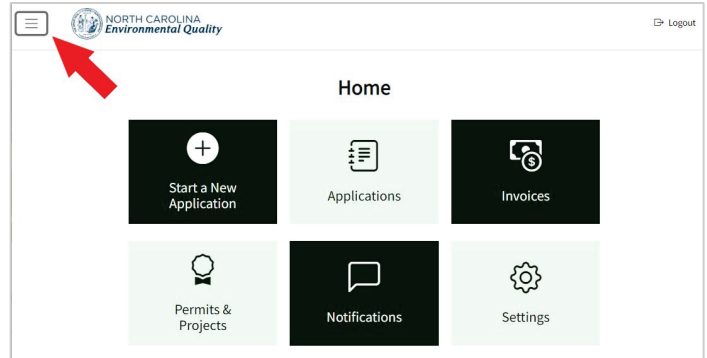 NORTH CAROLINA
Environmental Quality
Logout
Home
Start a New
Application
Applications
Invoices
Permits &
Projects
Notifications
Settings